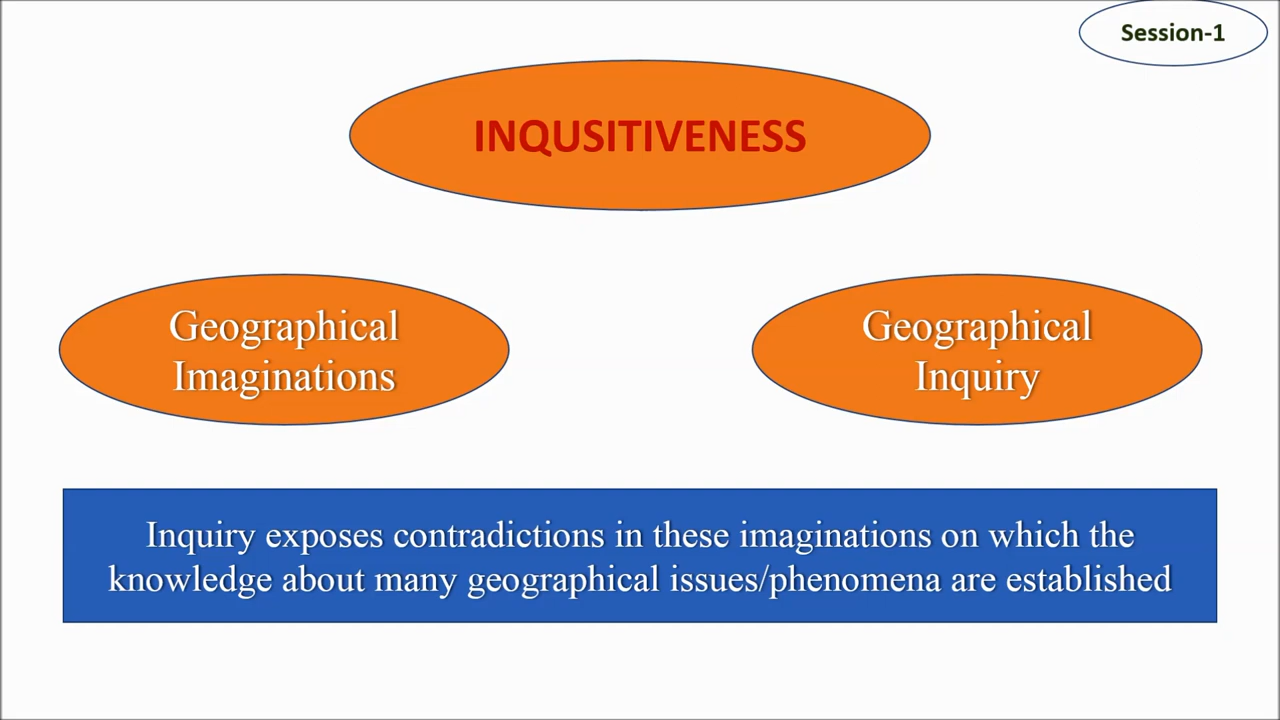 Session-1
INQUSITIVENESS
Geographical
Imaginations
Geographical
Inquiry
Inquiry exposes contradictions in these imaginations on which the
knowledge about many geographical issues/phenomena are established